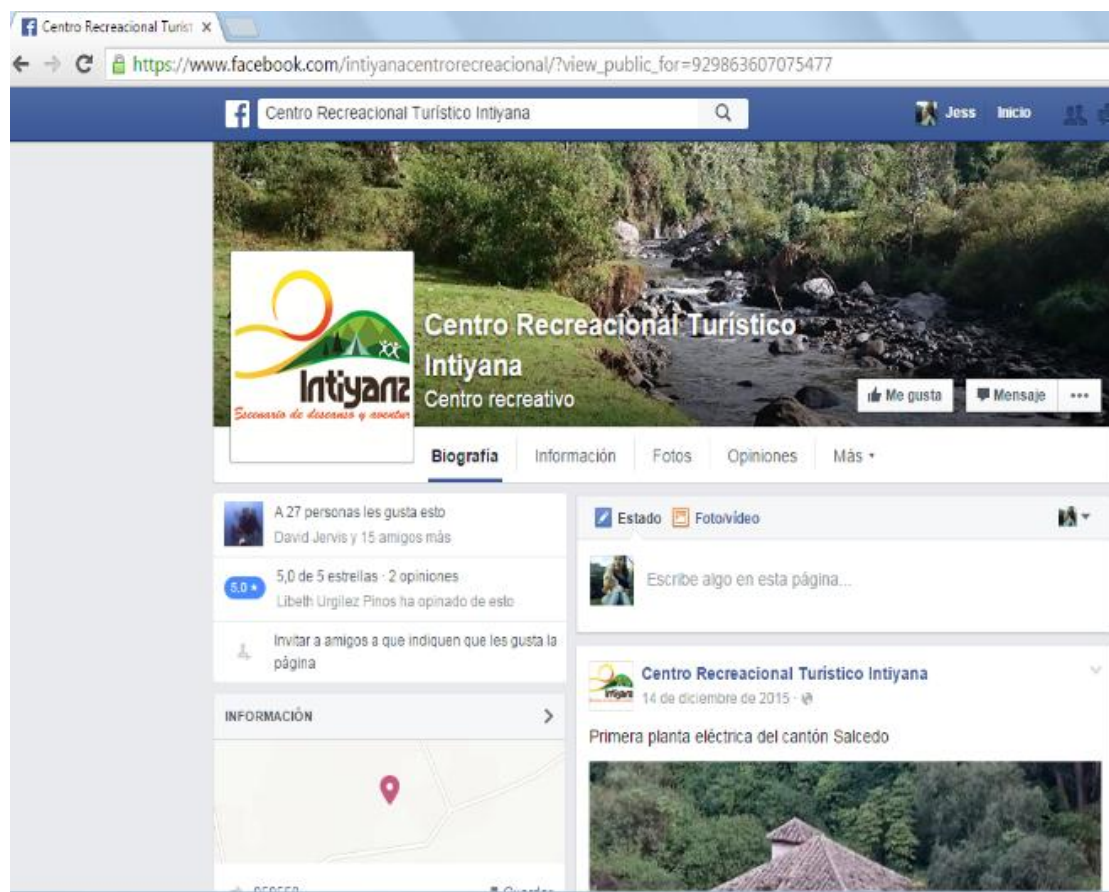 Centro Recreacional Turíst
https://www.facebook.com/intiyanacentrorecreacional/?view_public_for=929863607075477
Centro Recreacional Turístico Intiyana
Jess Inicio
Centro Recreacional Turístico
Intiyana
Centro recreativo
Intiyana
Escenario de descanso y aventur
Me gusta Mensaje
Biografía Información Fotos Opiniones Más
A 27 personas les gusta esto
David Jervis y 15 amigos más
5,0 5,0 de 5 estrellas · 2 opiniones
Libeth Urgilez Pinos ha opinado de esto
Invitar a amigos a que indiquen que les gusta la
página
INFORMACIÓN
Estado Foto/vídeo
Escribe algo en esta página...
Intiyana
Centro Recreacional Turístico Intiyana
14 de diciembre de 2015
Primera planta eléctrica del cantón Salcedo